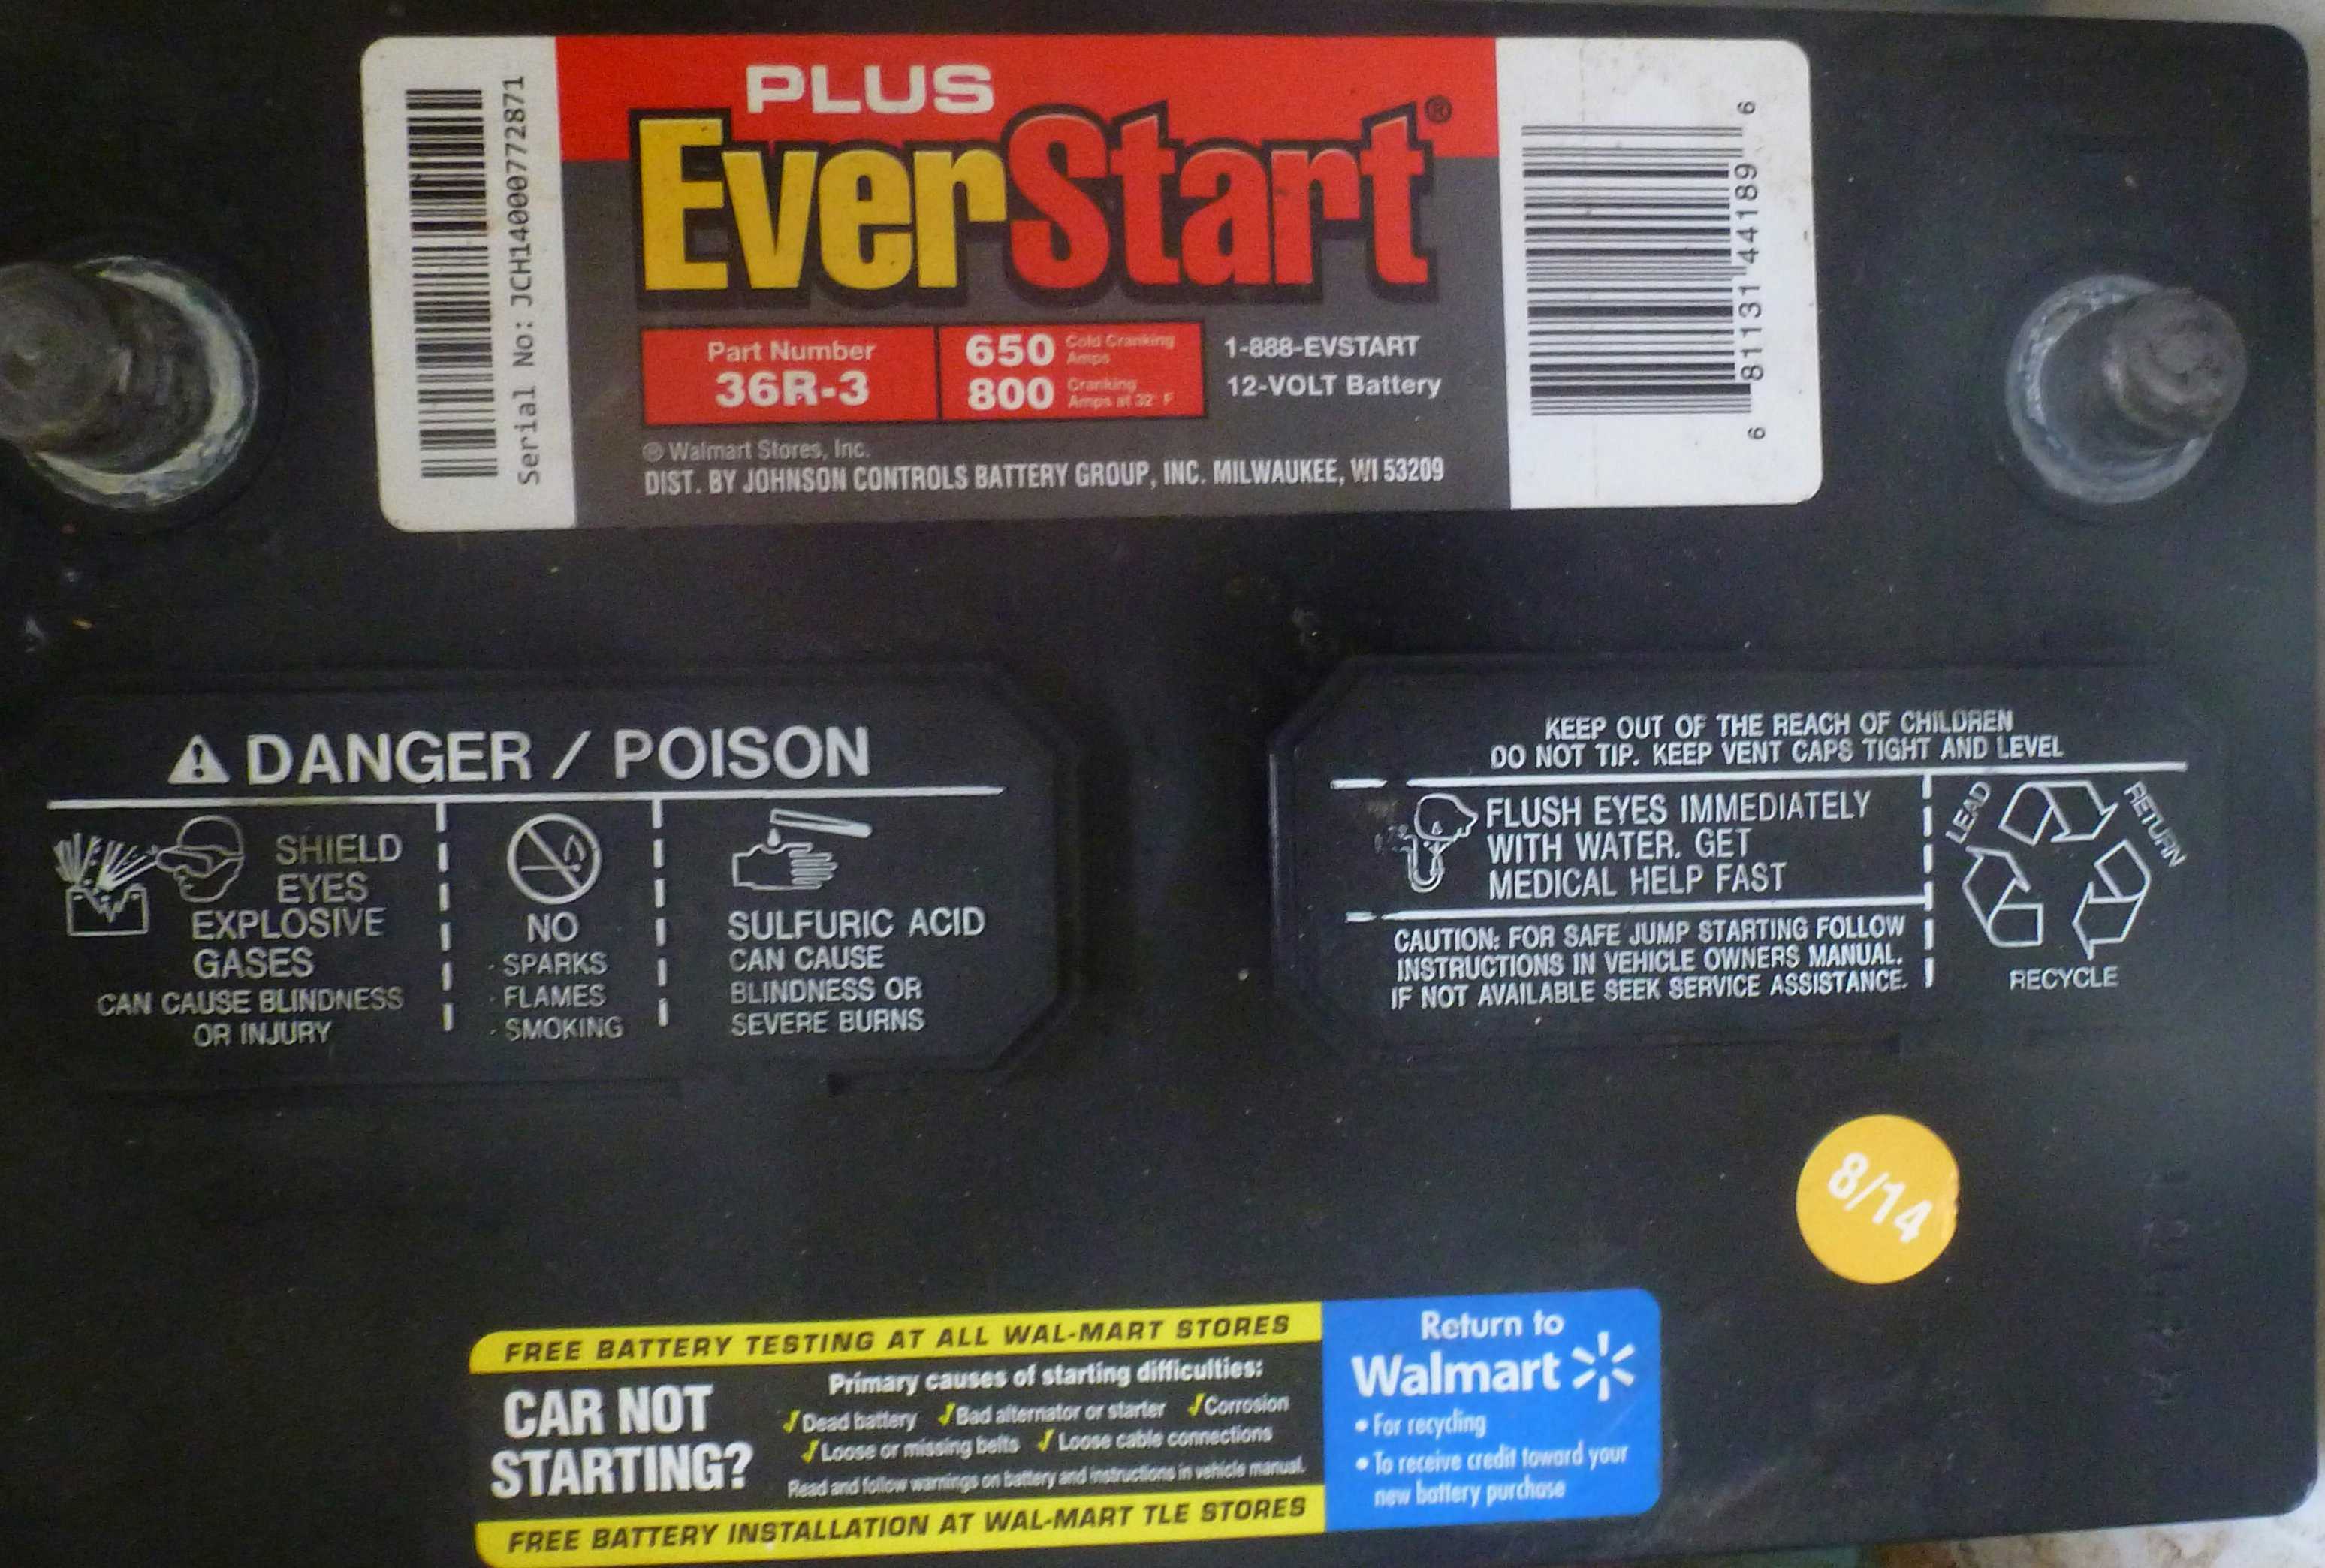 PLUS
EverStart®
Serial No: JCH140007772871
Part Number
36R-3
650 Cold Cranking Amps
800 Cranking Amps at 32° F
1-888-EVSTART
12-VOLT Battery
® Walmart Stores, Inc.
DIST. BY JOHNSON CONTROLS BATTERY GROUP, INC. MILWAUKEE, WI 53209
6 81131 44189 6
6
DANGER / POISON
SHIELD
EYES
EXPLOSIVE
GASES
CAN CAUSE BLINDNESS
OR INJURY
NO
· SPARKS
· FLAMES
· SMOKING
SULFURIC ACID
CAN CAUSE
BLINDNESS OR
SEVERE BURNS
KEEP OUT OF THE REACH OF CHILDREN
DO NOT TIP. KEEP VENT CAPS TIGHT AND LEVEL
FLUSH EYES IMMEDIATELY
WITH WATER. GET
MEDICAL HELP FAST
CAUTION: FOR SAFE JUMP STARTING FOLLOW
INSTRUCTIONS IN VEHICLE OWNERS MANUAL.
IF NOT AVAILABLE SEEK SERVICE ASSISTANCE.
LEAD
RETURN
RECYCLE
8/14
FREE BATTERY TESTING AT ALL WAL-MART STORES
CAR NOT
STARTING?
Primary causes of starting difficulties:
✓Dead battery ✓Bad alternator or starter ✓Corrosion
✓Loose or missing belts ✓Loose cable connections
Read and follow warnings on battery and instructions in vehicle manual.
FREE BATTERY INSTALLATION AT WAL-MART TLE STORES
Return to
Walmart
• For recycling
• To receive credit toward your
new battery purchase